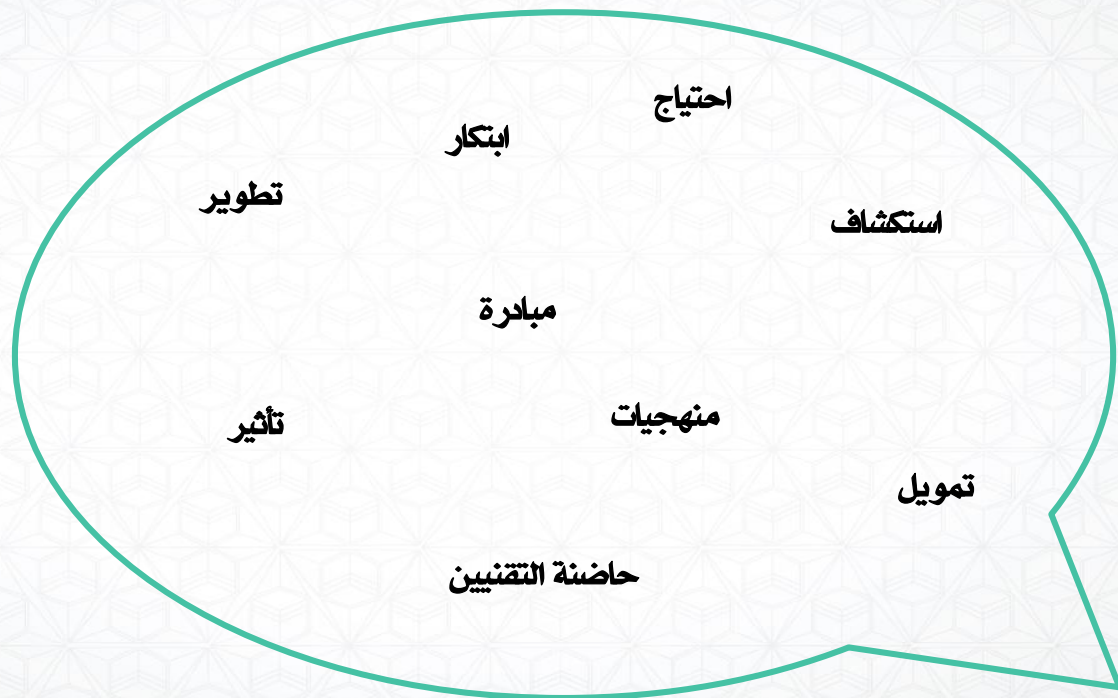 احتياج
ابتكار
تطوير
استكشاف
مبادرة
منهجيات
تأثير
تمويل
حاضنة التقنيين